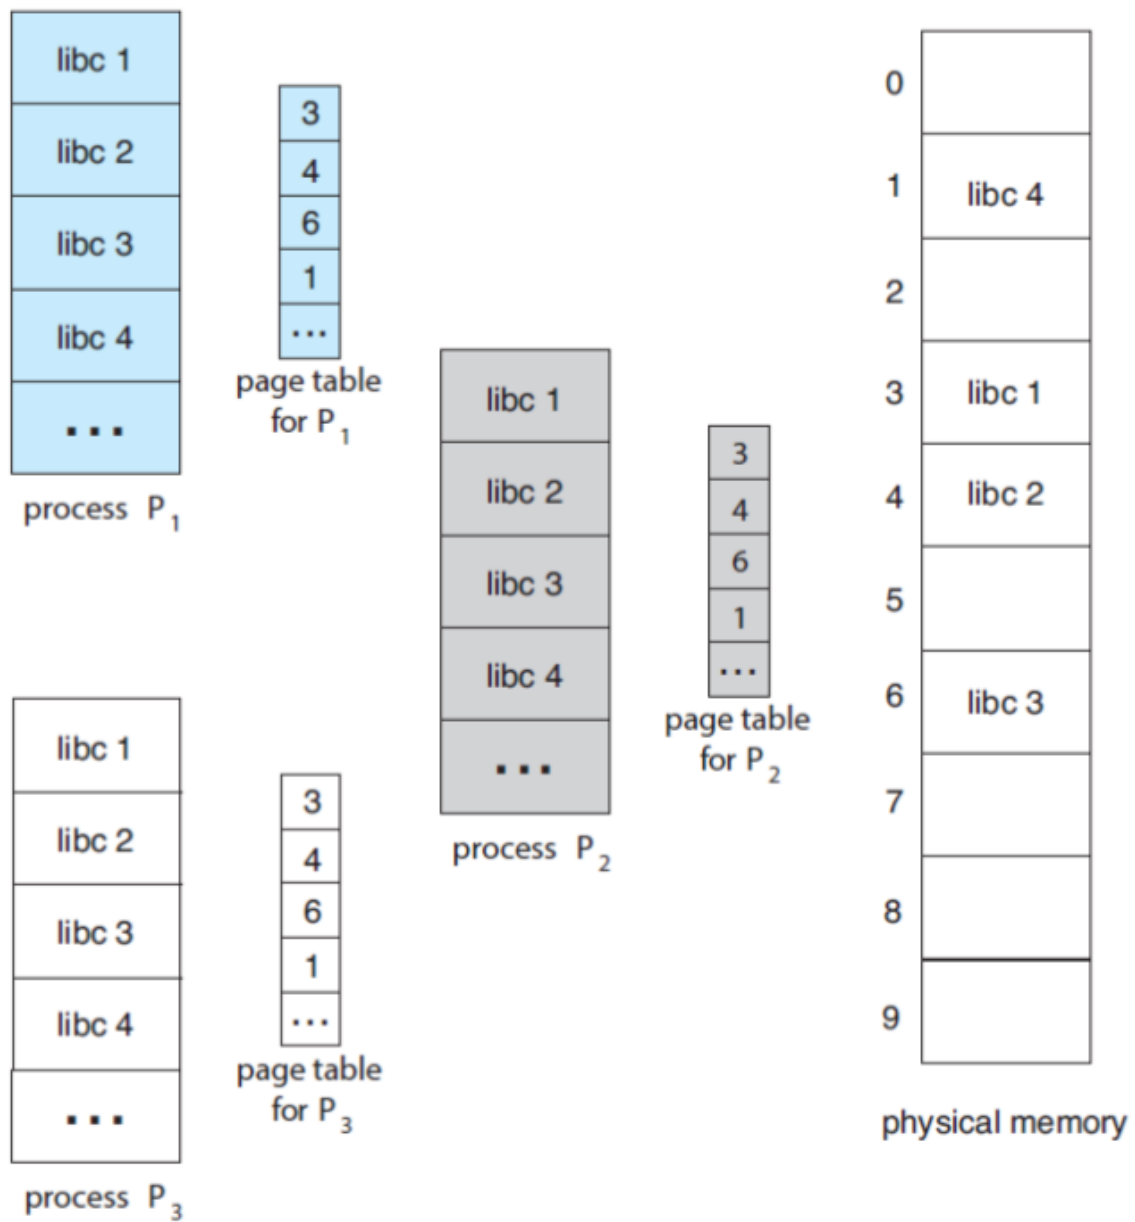 libc 1
libc 2
libc 3
libc 4
...
process P1
3
4
6
1
...
page table
for P1
libc 1
libc 2
libc 3
libc 4
...
process P2
3
4
6
1
...
page table
for P2
libc 1
libc 2
libc 3
libc 4
...
process P3
3
4
6
1
...
page table
for P3
0
1 libc 4
2
3 libc 1
4 libc 2
5
6 libc 3
7
8
9
physical memory